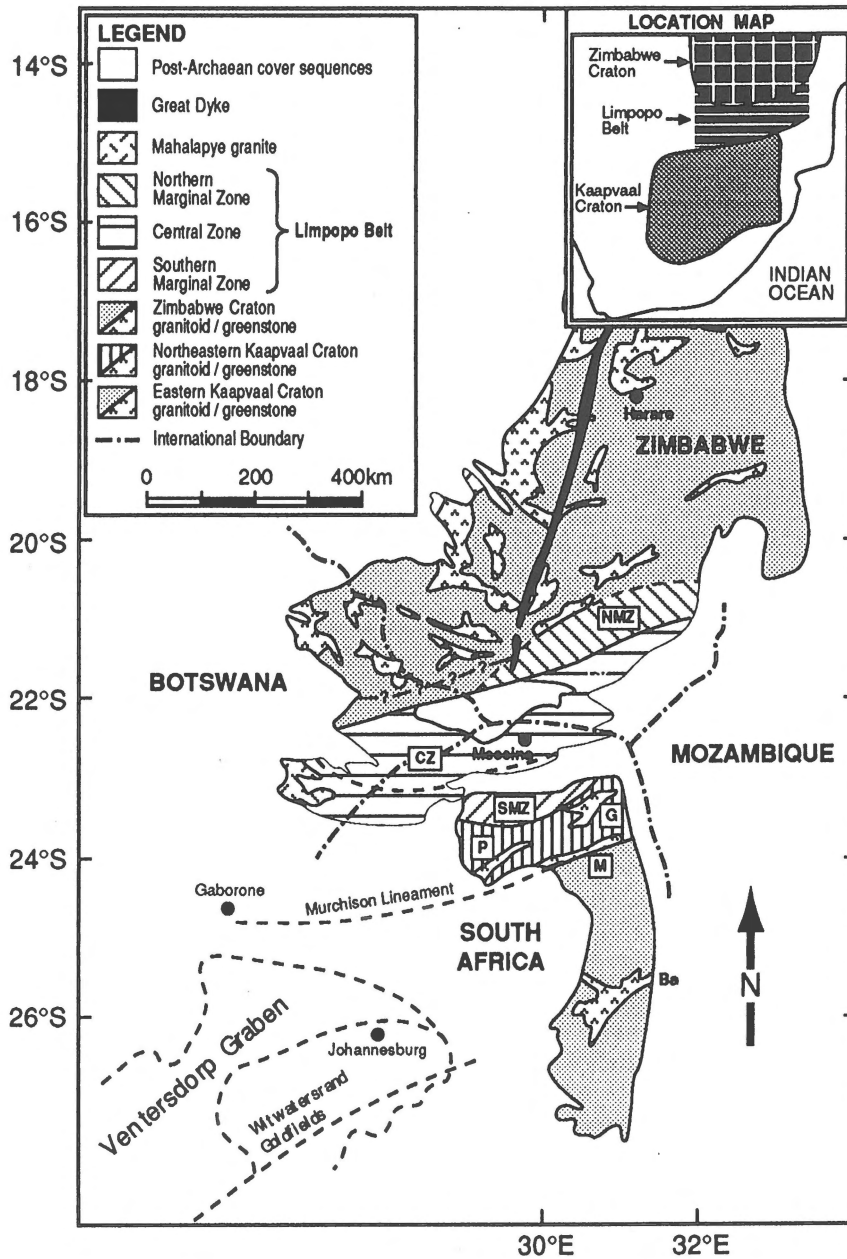 LEGEND
Post-Archaean cover sequences
Great Dyke
Mahalapye granite
Northern
Marginal Zone
Central Zone
Southern
Marginal Zone
Limpopo Belt
Zimbabwe Craton
granitoid / greenstone
Northeastern Kaapvaal Craton
granitoid / greenstone
Eastern Kaapvaal Craton
granitoid / greenstone
International Boundary
0 200 400km
LOCATION MAP
Zimbabwe
Craton
Limpopo
Belt
Kaapvaal
Craton
INDIAN
OCEAN
14°S
16°S
18°S
20°S
22°S
24°S
26°S
Harare
ZIMBABWE
NMZ
BOTSWANA
?
?
?
Messina
CZ
MOZAMBIQUE
SMZ
G
P
M
Gaborone
Murchison Lineament
SOUTH
AFRICA
Ba
N
Johannesburg
Ventersdorp Graben
Witwatersrand
Goldfields
30°E
32°E